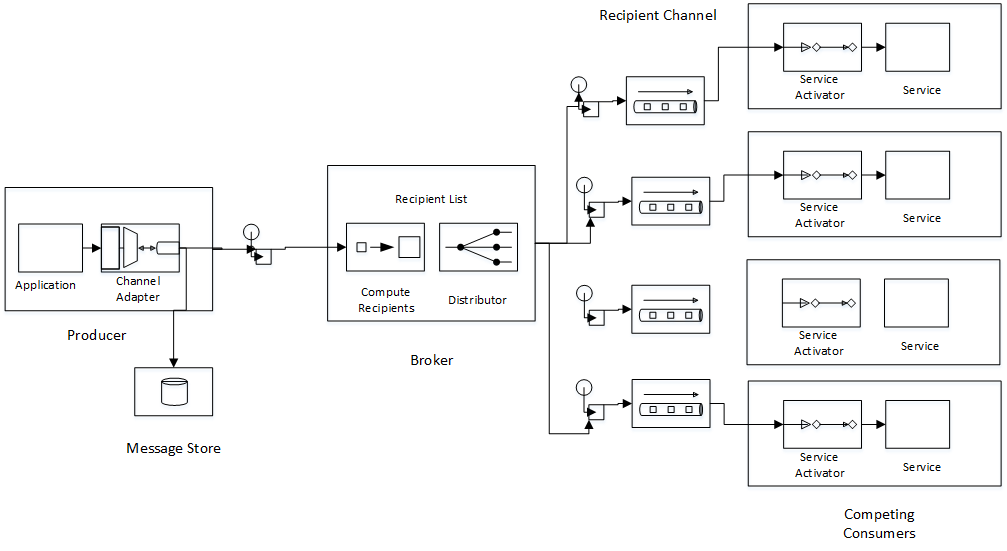 Recipient Channel
Service
Activator
Service
Service
Activator
Service
Recipient List
Application
Channel
Adapter
Compute
Recipients
Distributor
Producer
Broker
Service
Activator
Service
Message Store
Service
Activator
Service
Competing
Consumers